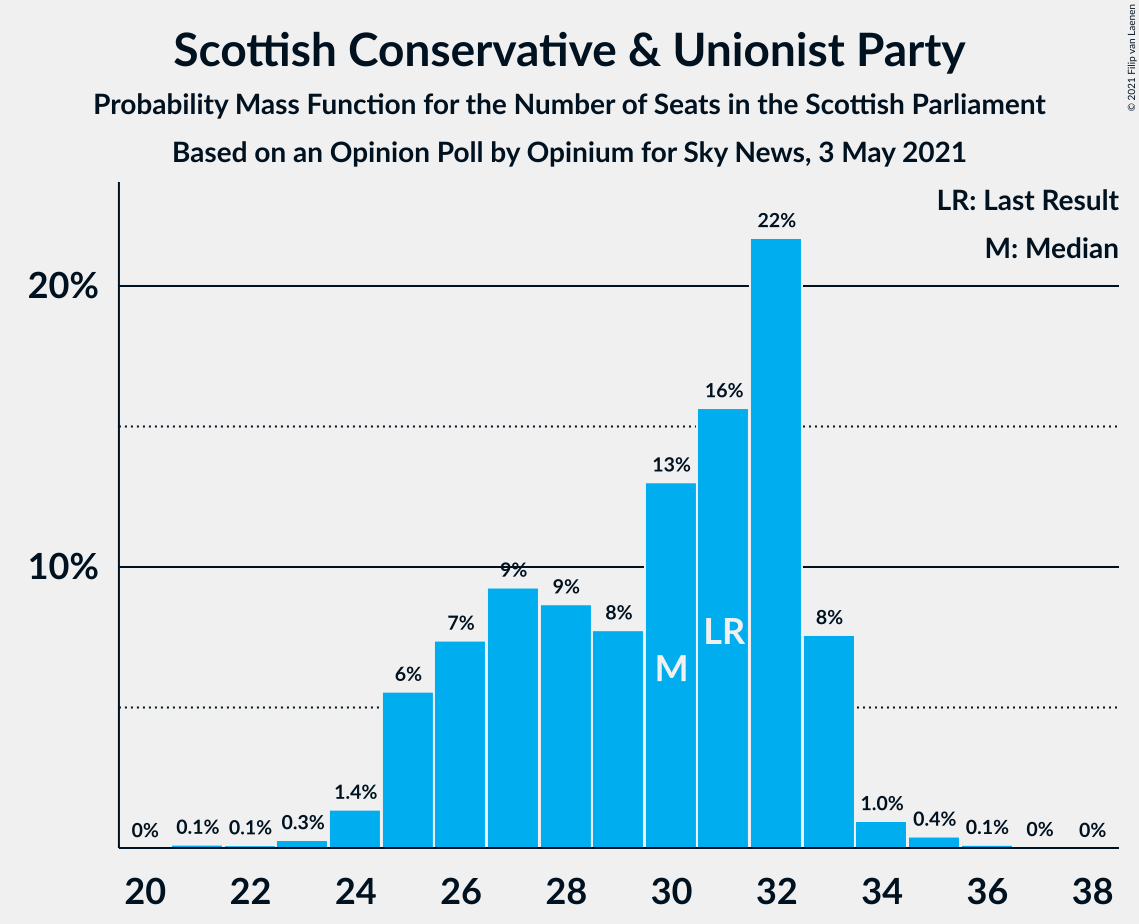 Scottish Conservative & Unionist Party
Probability Mass Function for the Number of Seats in the Scottish Parliament
Based on an Opinion Poll by Opinium for Sky News, 3 May 2021
© 2021 Filip van Laenen
LR: Last Result
M: Median
20%
10%
0% 0.1% 0.1% 0.3% 1.4% 6% 7% 9% 9% 8% 13% 16% 22% 8% 1.0% 0.4% 0.1% 0% 0%
M LR
20 22 24 26 28 30 32 34 36 38